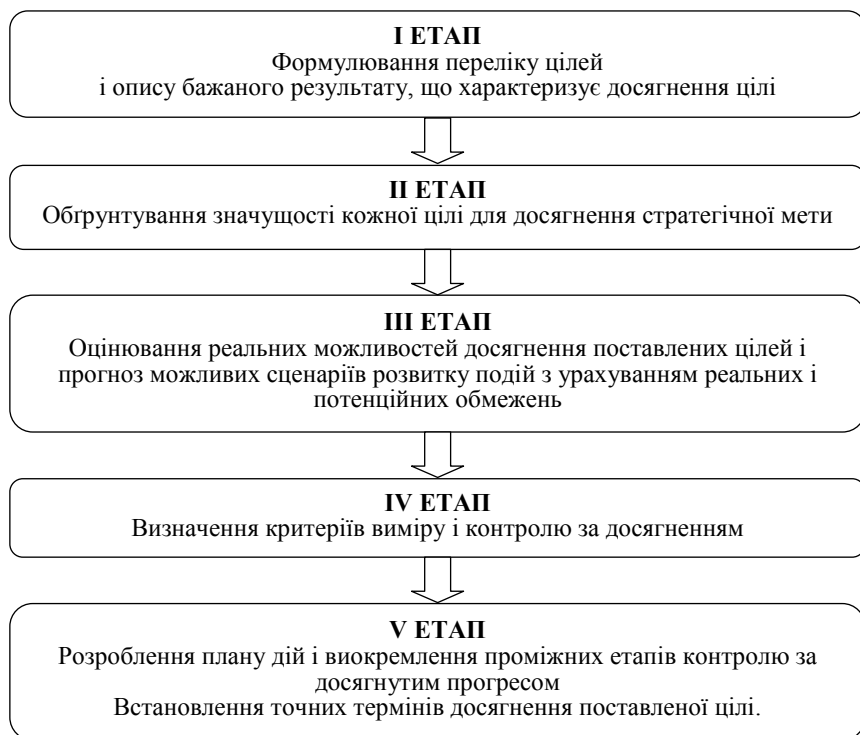 І ЕТАП
Формулювання переліку цілей
і опису бажаного результату, що характеризує досягнення цілі
ІІ ЕТАП
Обґрунтування значущості кожної цілі для досягнення стратегічної мети
ІІІ ЕТАП
Оцінювання реальних можливостей досягнення поставлених цілей і
прогноз можливих сценаріїв розвитку подій з урахуванням реальних і
потенційних обмежень
IV ЕТАП
Визначення критеріїв виміру і контролю за досягненням
V ЕТАП
Розроблення плану дій і виокремлення проміжних етапів контролю за
досягнутим прогресом
Встановлення точних термінів досягнення поставленої цілі.